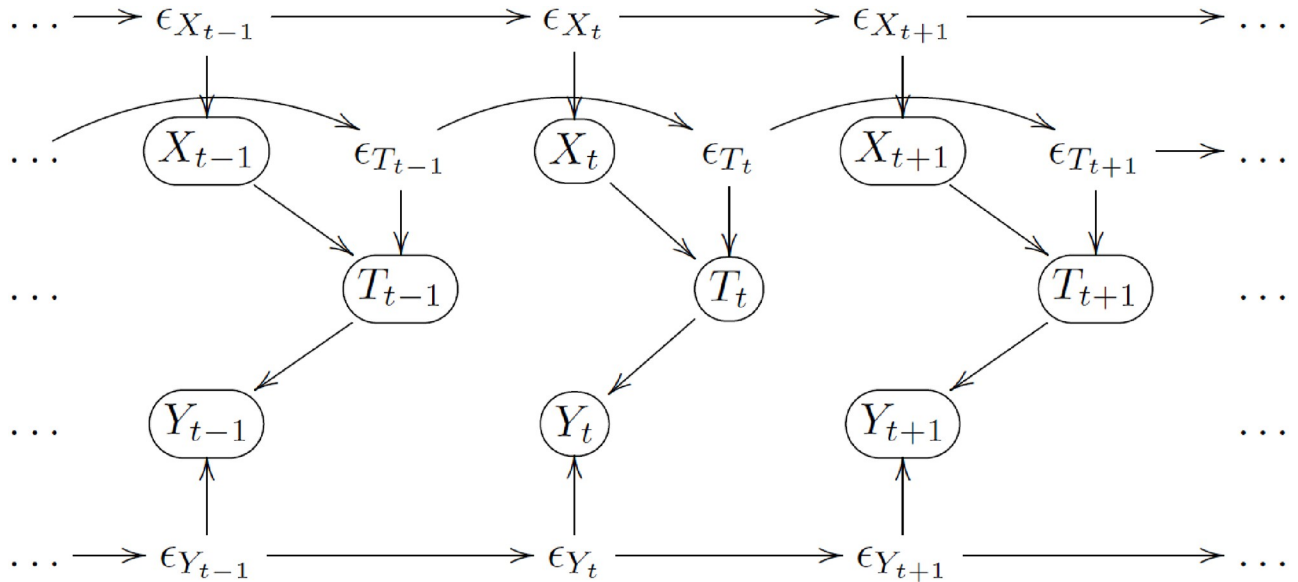 ... ϵ_{X_{t−1}} ϵ_{X_t} ϵ_{X_{t+1}} ...
... X_{t−1} ϵ_{T_{t−1}} X_t ϵ_{T_t} X_{t+1} ϵ_{T_{t+1}} ...
... T_{t−1} T_t T_{t+1} ...
... Y_{t−1} Y_t Y_{t+1} ...
... ϵ_{Y_{t−1}} ϵ_{Y_t} ϵ_{Y_{t+1}} ...